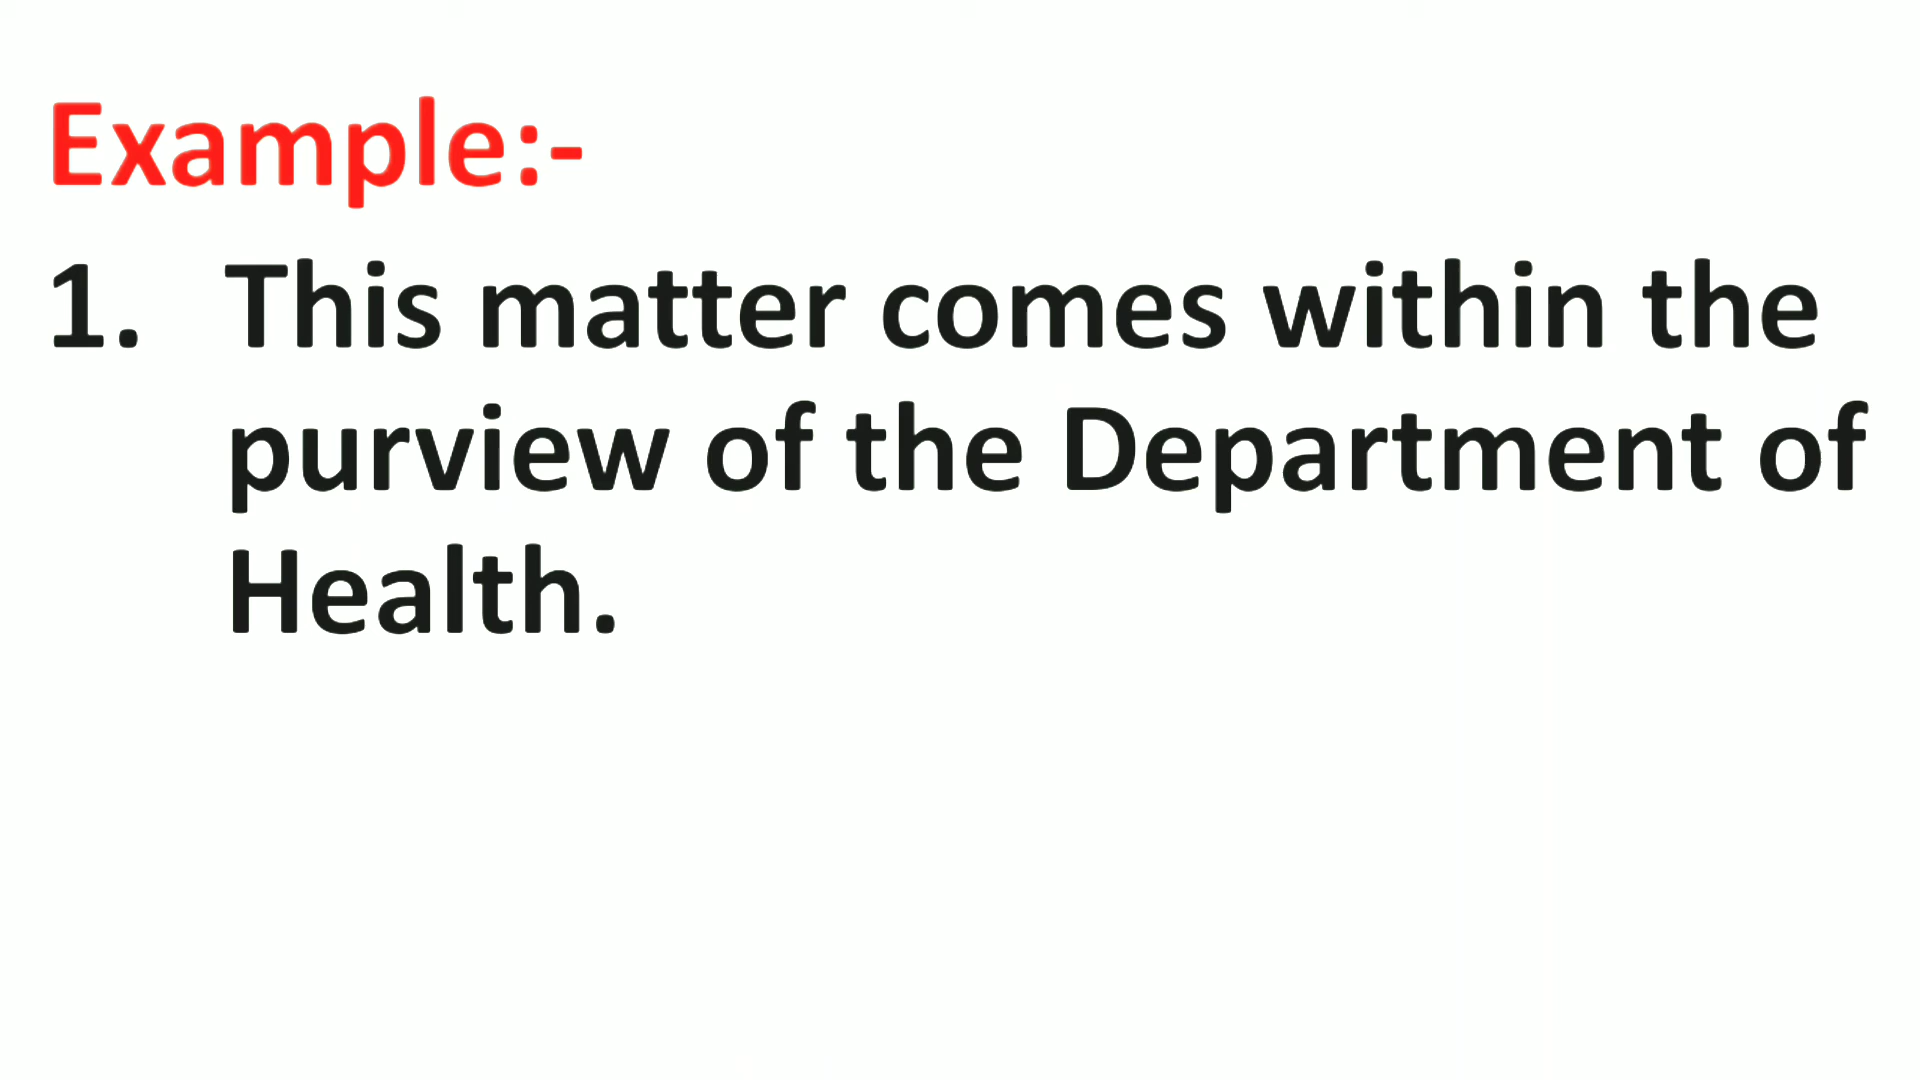 Example:-
1. This matter comes within the
purview of the Department of
Health.